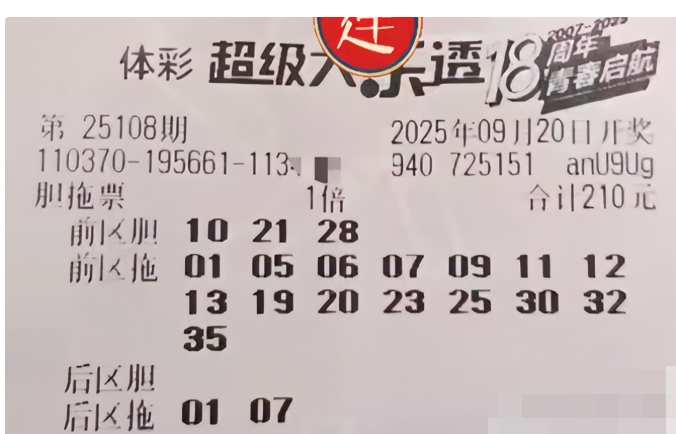 体彩 超级大乐透 18 2007-2025 周年 青春启航
第 25108期 2025年09月20日开奖
110370-195661-113 940 725151 anU9Ug
胆拖票 1倍 合计210元
前区胆 10 21 28
前区拖 01 05 06 07 09 11 12
13 19 20 23 25 30 32
35
后区胆
后区拖 01 07